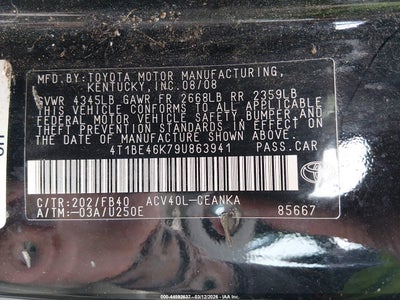 MFD.BY:TOYOTA MOTOR MANUFACTURING,
KENTUCKY,INC.08/08
GVWR 4345LB GAWR FR 2668LB RR 2359LB
THIS VEHICLE CONFORMS TO ALL APPLICABLE
FEDERAL MOTOR VEHICLE SAFETY,BUMPER,AND
THEFT PREVENTION STANDARDS IN EFFECT ON
THE DATE OF MANUFACTURE SHOWN ABOVE.
4T1BE46K79U863941 PASS.CAR
C/TR:202/FB40 ACV40L-CEANKA
A/TM:-03A/U250E 85667